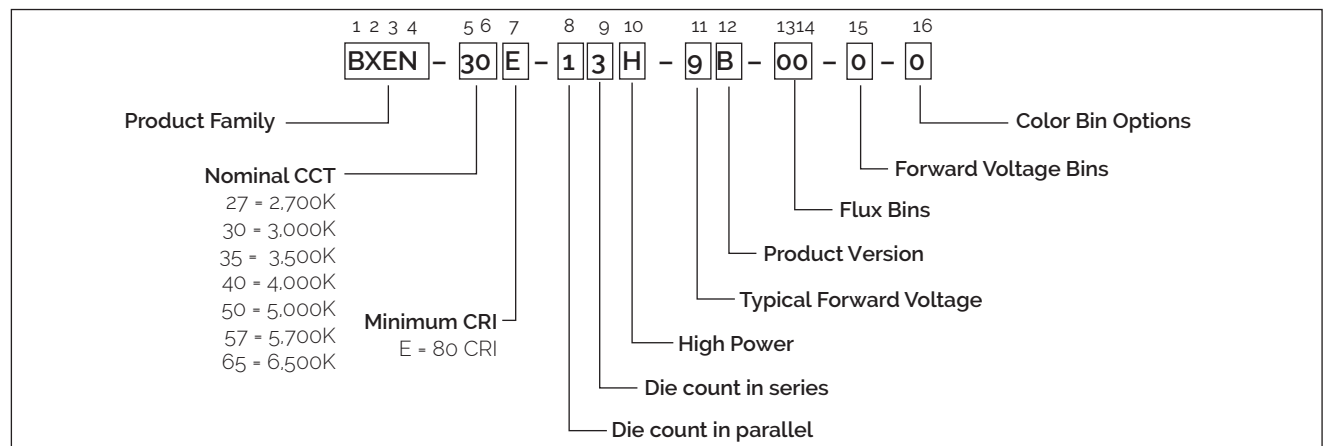 1 2 3 4 5 6 7 8 9 10 11 12 1314 15 16
BXEN – 30 E – 1 3 H – 9 B – 00 – 0 – 0
Product Family
Color Bin Options
Nominal CCT
27 = 2,700K
30 = 3,000K
35 = 3,500K
40 = 4,000K
50 = 5,000K
57 = 5,700K
65 = 6,500K
Forward Voltage Bins
Flux Bins
Product Version
Typical Forward Voltage
Minimum CRI
E = 80 CRI
High Power
Die count in series
Die count in parallel